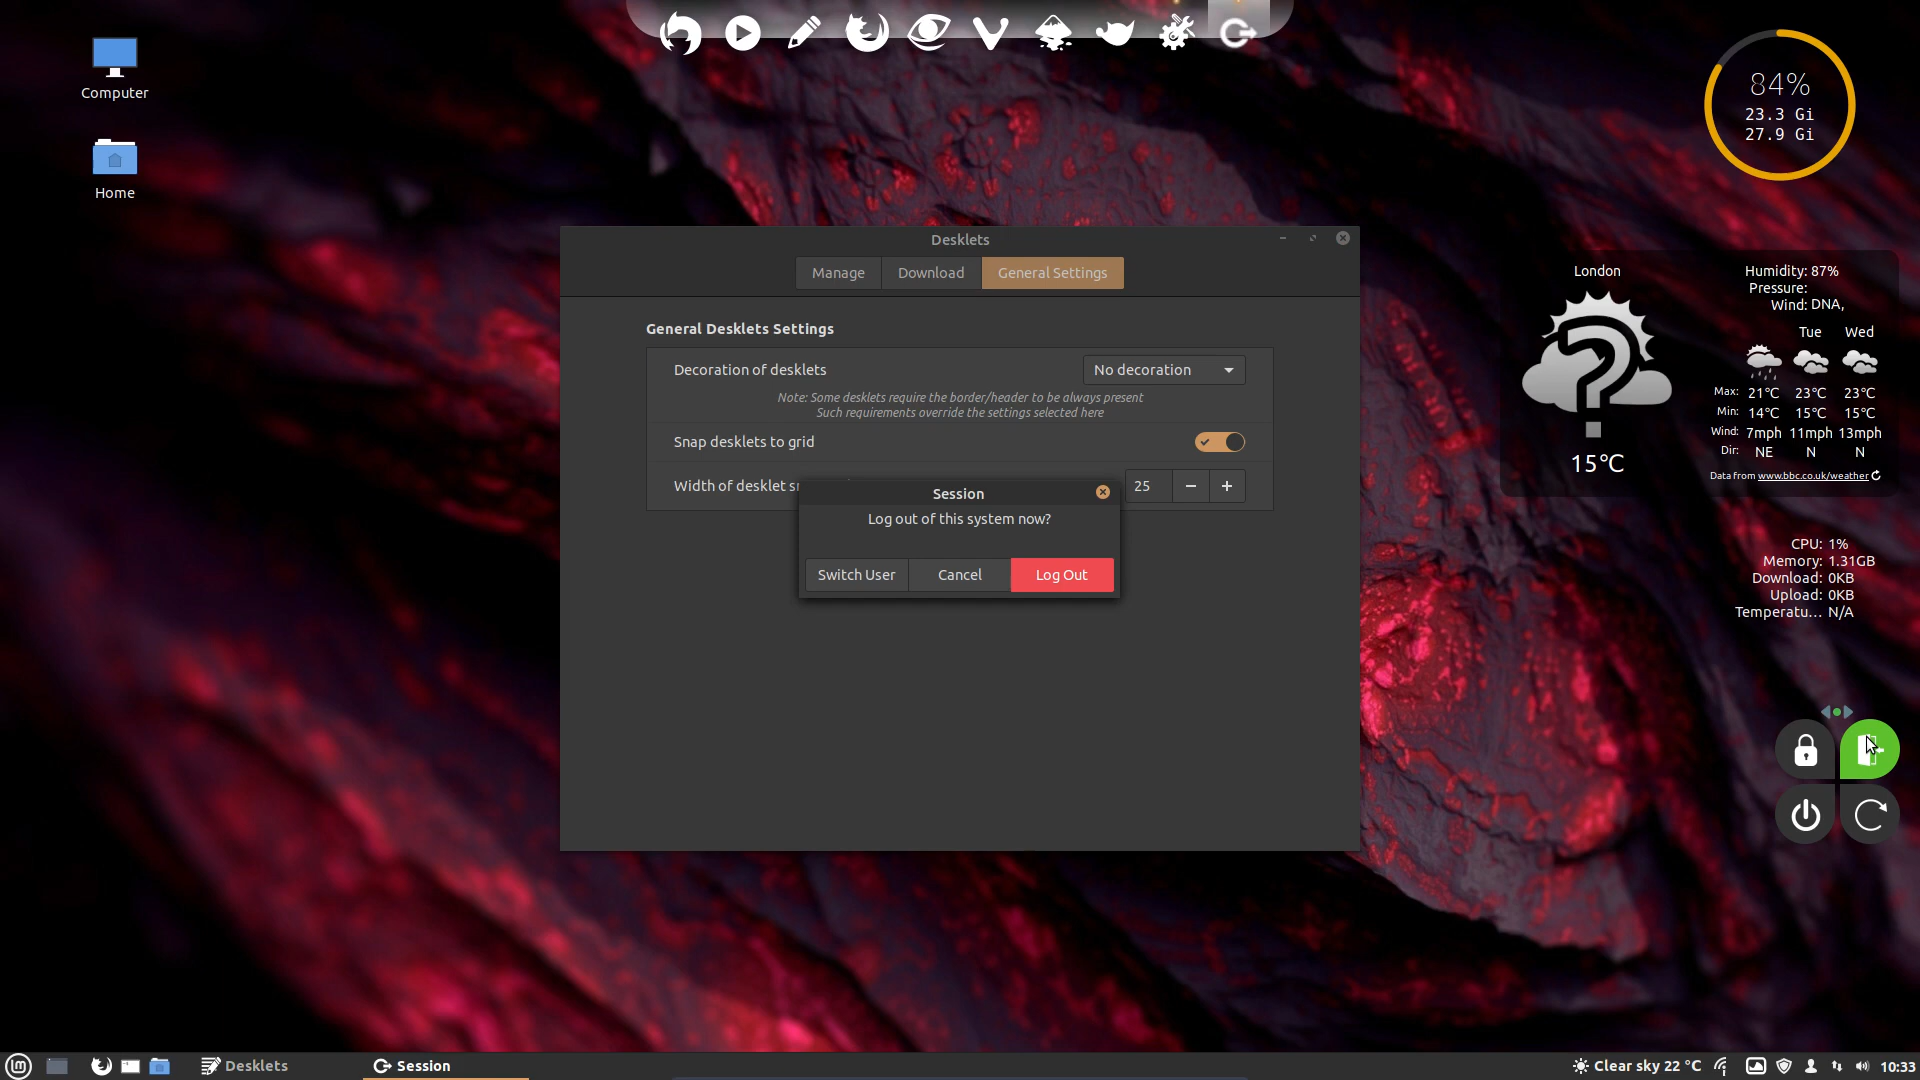 Computer
Home
84%
23.3 Gi
27.9 Gi
Desklets
Manage
Download
General Settings
General Desklets Settings
Decoration of desklets
No decoration
Note: Some desklets require the border/header to be always present
Such requirements override the settings selected here
Snap desklets to grid
Width of desklet
25
Session
Log out of this system now?
Switch User
Cancel
Log Out
London
15°C
Humidity: 87%
Pressure:
Wind: DNA,
Tue Wed
Max: 21°C 23°C 23°C
Min: 14°C 15°C 15°C
Wind: 7mph 11mph 13mph
Dir: NE N N
Data from www.bbc.co.uk/weather
CPU: 1%
Memory: 1.31GB
Download: 0KB
Upload: 0KB
Temperatu... N/A
Desklets
Session
Clear sky 22 °C
10:33